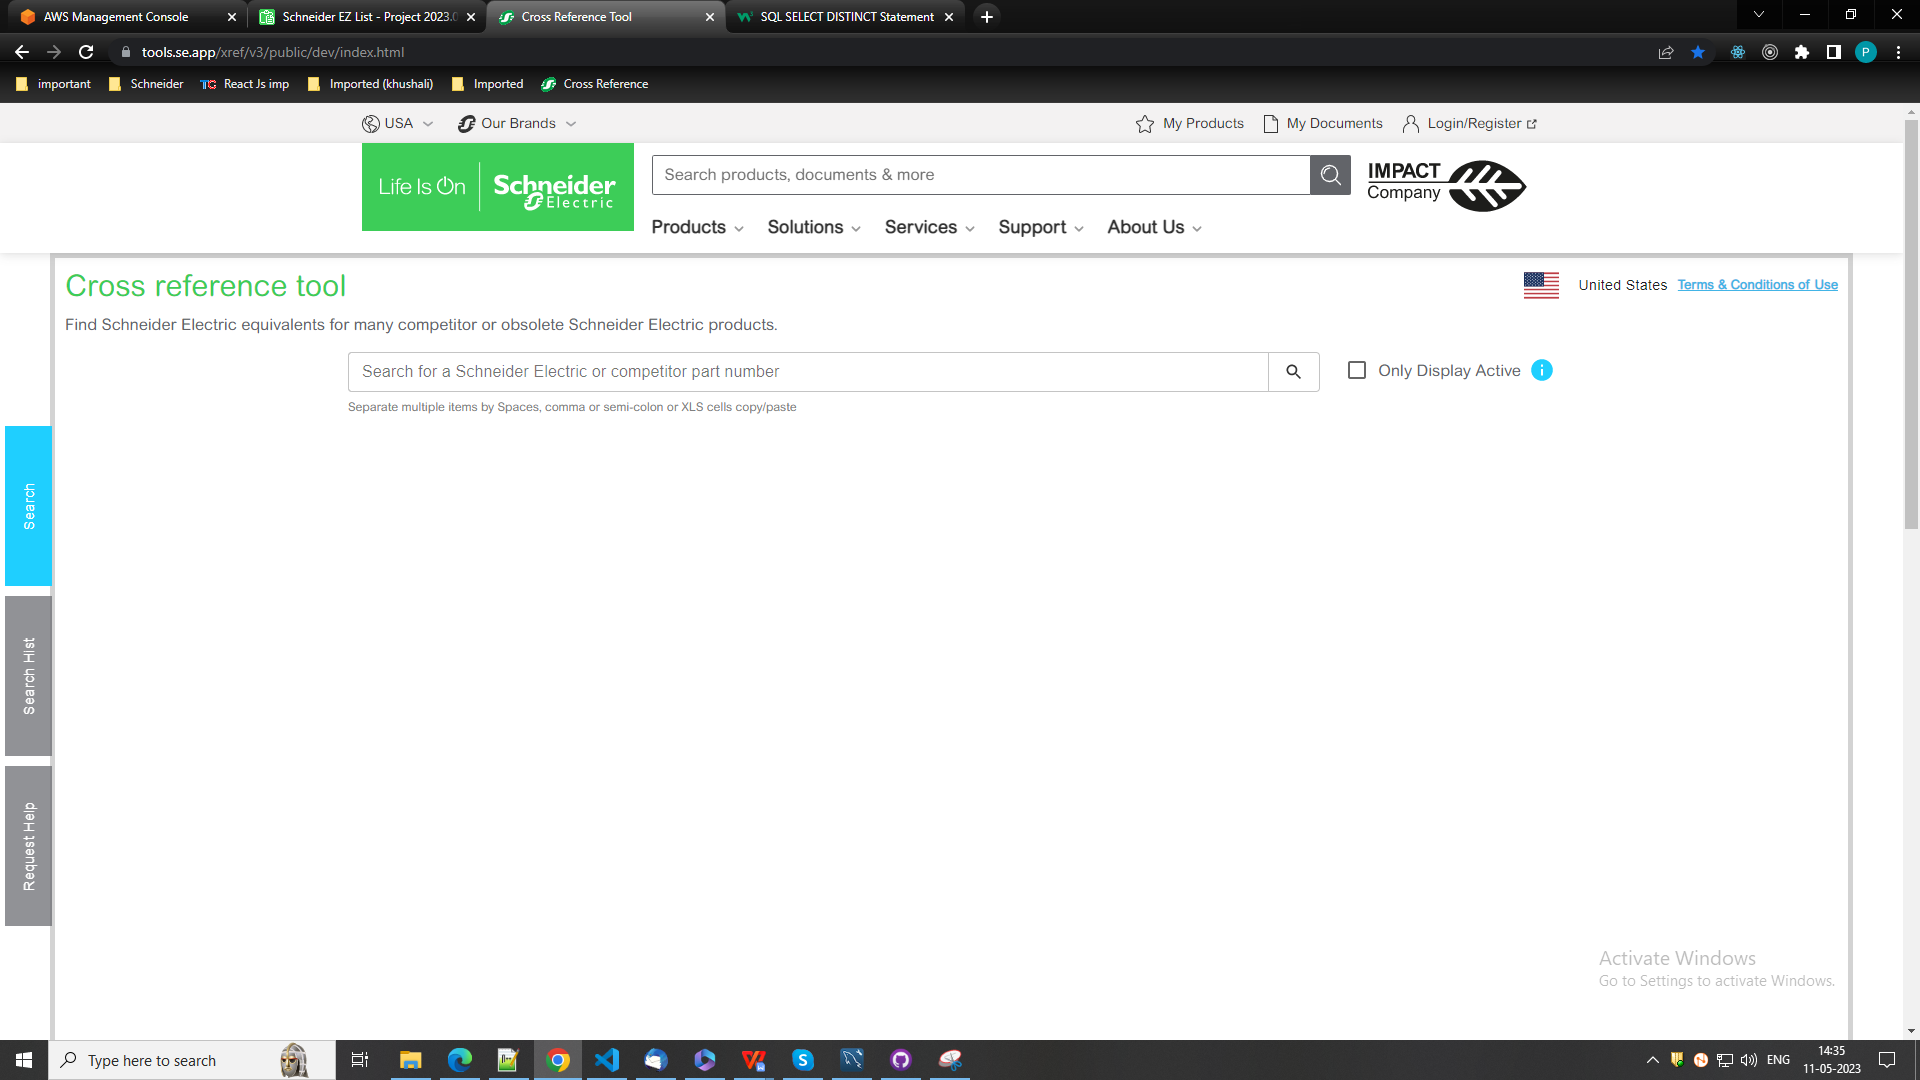 AWS Management Console
Schneider EZ List - Project 2023.0
Cross Reference Tool
SQL SELECT DISTINCT Statement
tools.se.app/xref/v3/public/dev/index.html
P
important
Schneider
TC React Js imp
Imported (khushali)
Imported
Cross Reference
USA
Our Brands
My Products
My Documents
Login/Register
Life Is On
Schneider
Electric
Search products, documents & more
IMPACT
Company
Products
Solutions
Services
Support
About Us
Cross reference tool
United States
Terms & Conditions of Use
Find Schneider Electric equivalents for many competitor or obsolete Schneider Electric products.
Search for a Schneider Electric or competitor part number
Only Display Active
Separate multiple items by Spaces, comma or semi-colon or XLS cells copy/paste
Search
Search Hist
Request Help
Activate Windows
Go to Settings to activate Windows.
Type here to search
ENG
14:35
11-05-2023